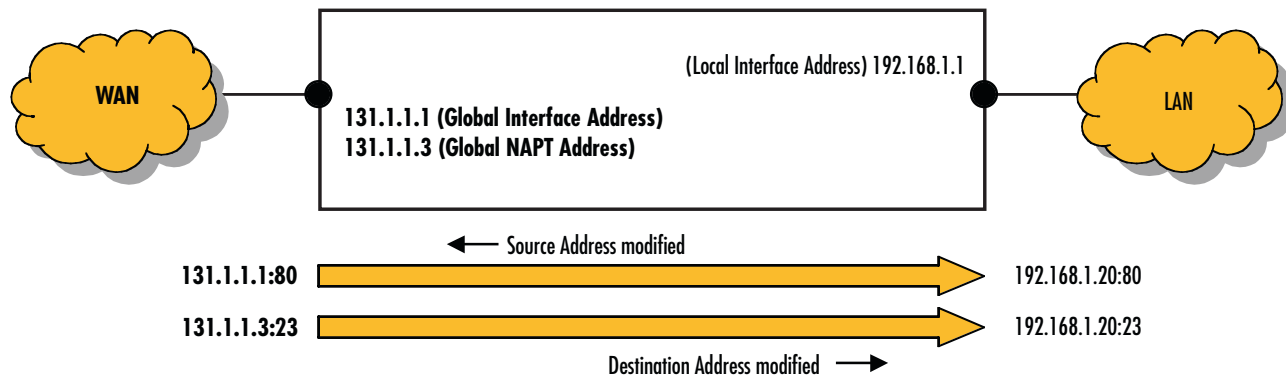 (Local Interface Address) 192.168.1.1
WAN
LAN
131.1.1.1 (Global Interface Address)
131.1.1.3 (Global NAPT Address)
Source Address modified
131.1.1.1:80
192.168.1.20:80
131.1.1.3:23
192.168.1.20:23
Destination Address modified